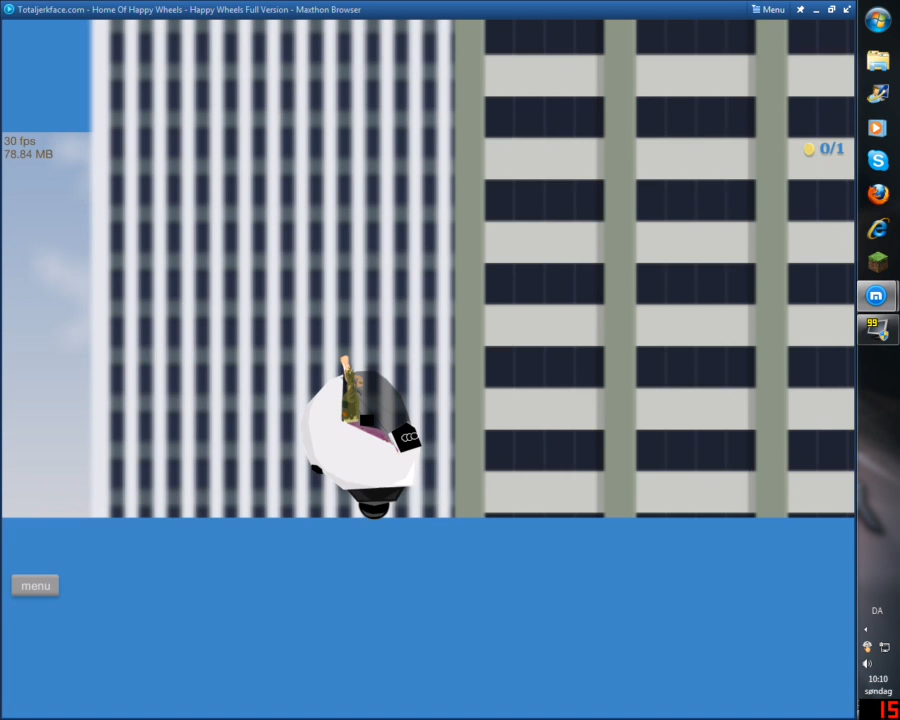 Totaljerkface.com - Home Of Happy Wheels - Happy Wheels Full Version - Maxthon Browser
Menu
30 fps
78.84 MB
0/1
menu
99
DA
10:10
søndag
15